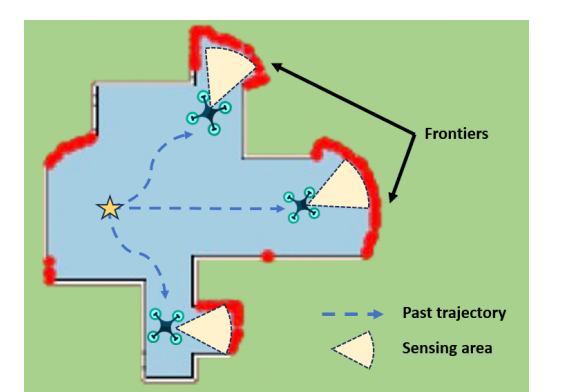 Frontiers
Past trajectory
Sensing area